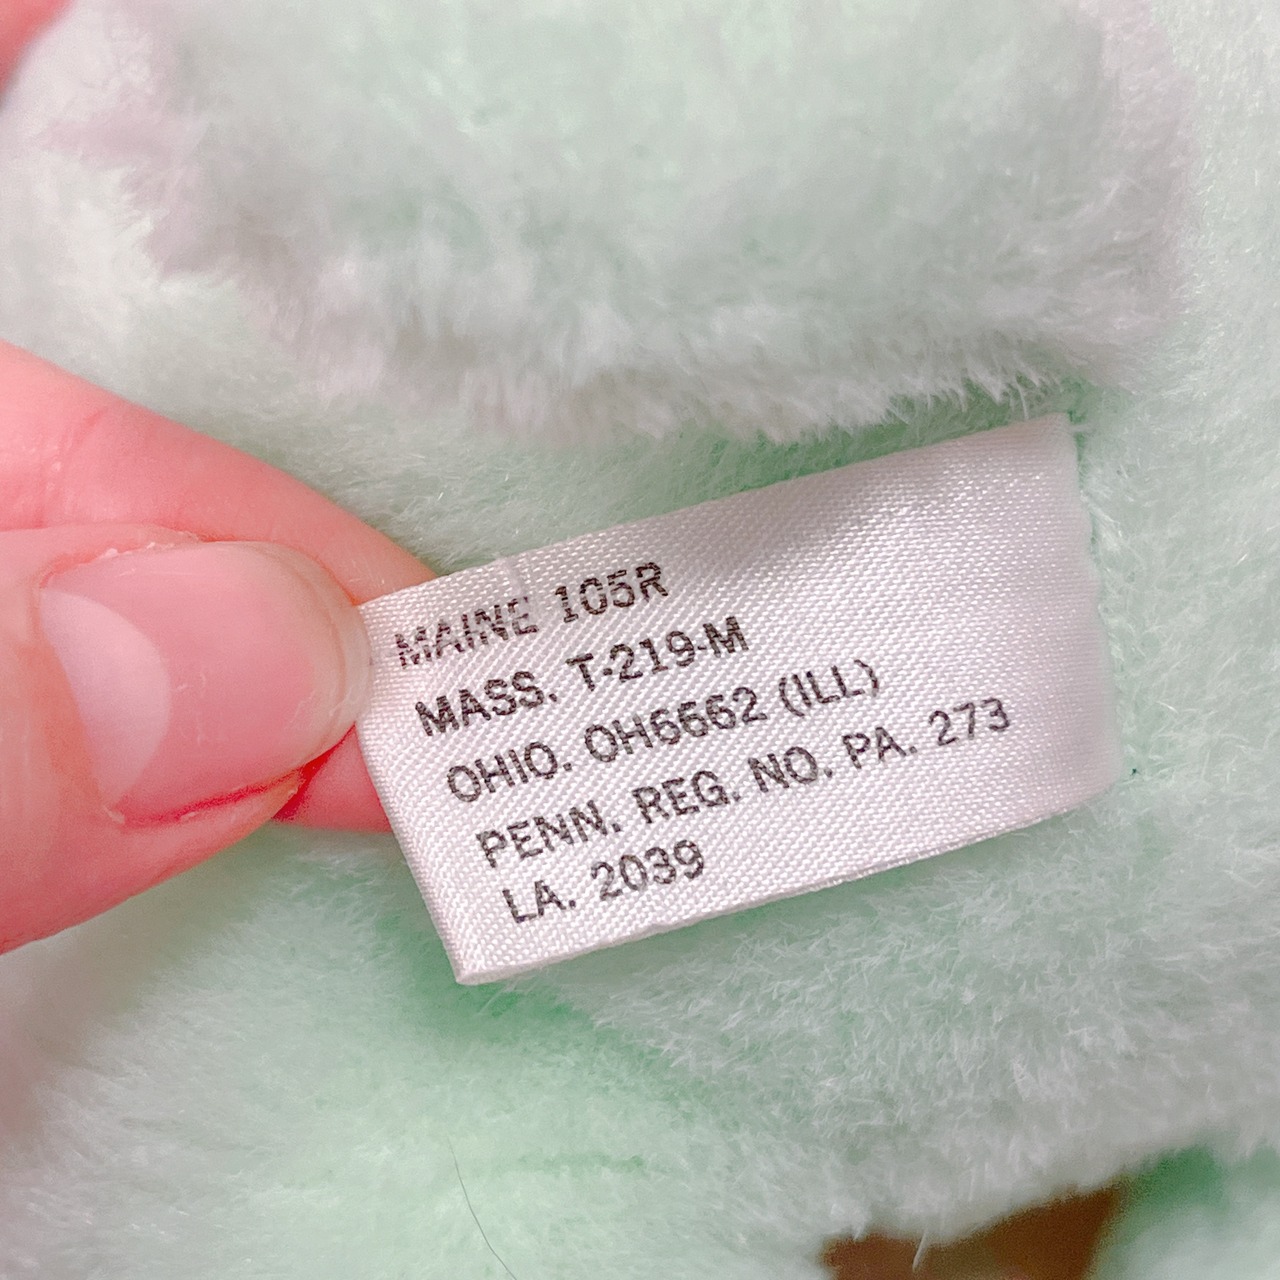 MAINE 105R
MASS. T-219-M
OHIO. OH6662 (ILL)
PENN. REG. NO. PA. 273
LA. 2039